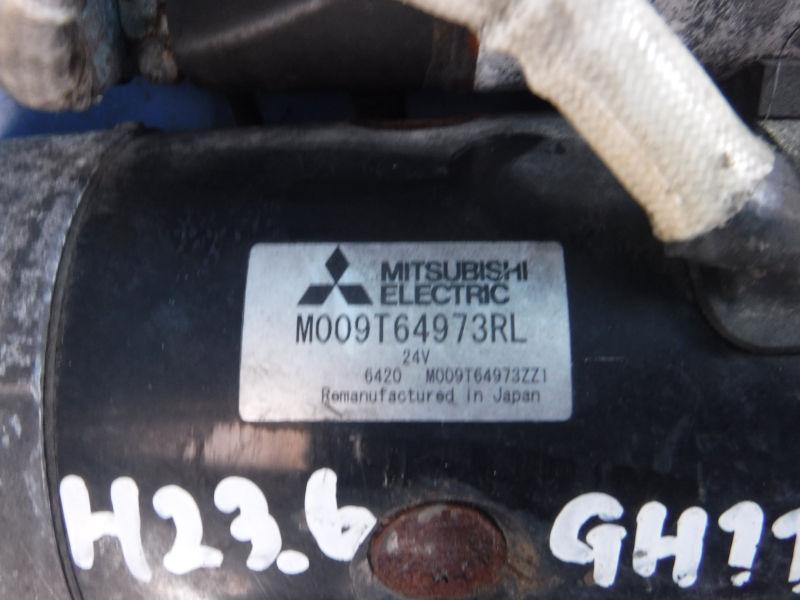 MITSUBISHI
ELECTRIC
M009T64973RL
24V
6420 M009T64973ZZ1
Remanufactured in Japan
H23.6